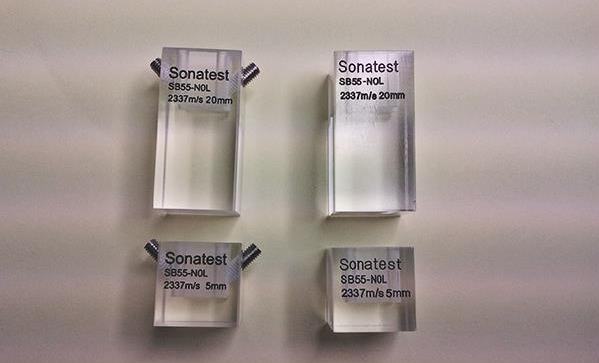 Sonatest
SB55-N0L
2337m/s 20mm
Sonatest
SB55-N0L
2337m/s 20mm
Sonatest
SB55-N0L
2337m/s 5mm
Sonatest
SB55-N0L
2337m/s 5mm